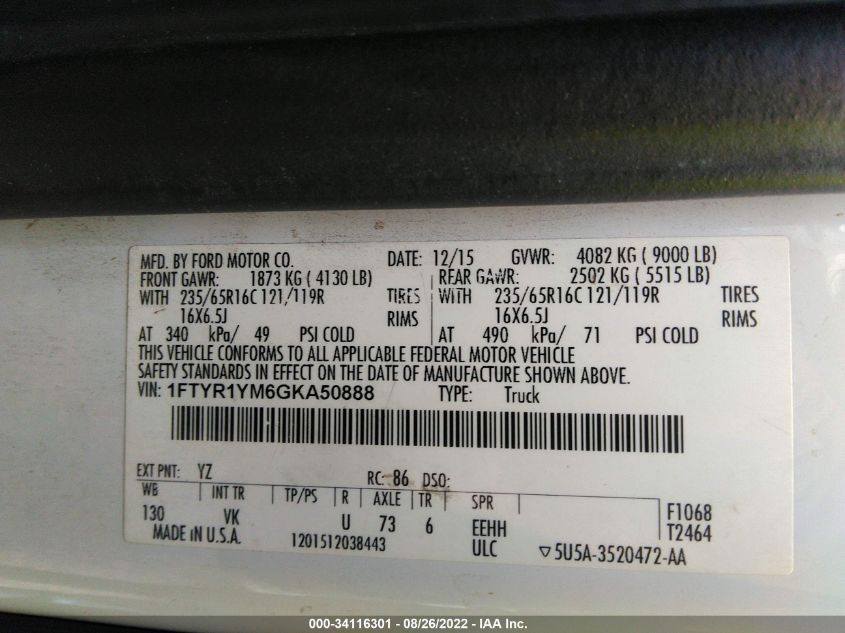 MFD. BY FORD MOTOR CO. DATE: 12/15 GVWR: 4082 KG ( 9000 LB)
FRONT GAWR: 1873 KG ( 4130 LB) REAR GAWR: 2502 KG ( 5515 LB)
WITH 235/65R16C 121/119R TIRES WITH 235/65R16C 121/119R TIRES
16X6.5J RIMS 16X6.5J RIMS
AT 340 kPa/ 49 PSI COLD AT 490 kPa/ 71 PSI COLD
THIS VEHICLE CONFORMS TO ALL APPLICABLE FEDERAL MOTOR VEHICLE
SAFETY STANDARDS IN EFFECT ON THE DATE OF MANUFACTURE SHOWN ABOVE.
VIN: 1FTYR1YM6GKA50888 TYPE: Truck
EXT PNT: YZ RC: 86 DSO:
WB INT TR TP/PS R AXLE TR SPR F1068
130 VK U 73 6 EEHH T2464
MADE IN U.S.A. 1201512038443 ULC ▽5U5A-3520472-AA
000-34116301 - 08/26/2022 - IAA Inc.